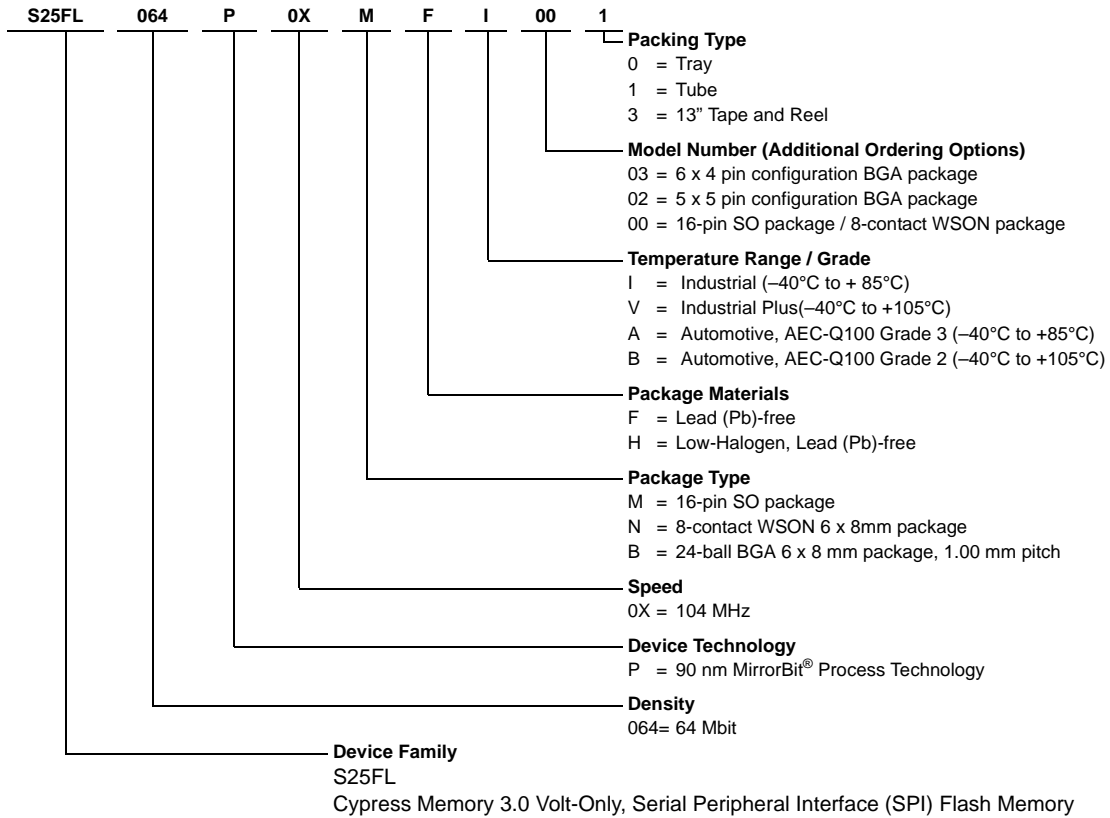 S25FL 064 P 0X M F I 00 1
Packing Type
0 = Tray
1 = Tube
3 = 13” Tape and Reel
Model Number (Additional Ordering Options)
03 = 6 x 4 pin configuration BGA package
02 = 5 x 5 pin configuration BGA package
00 = 16-pin SO package / 8-contact WSON package
Temperature Range / Grade
I = Industrial (–40°C to + 85°C)
V = Industrial Plus(–40°C to +105°C)
A = Automotive, AEC-Q100 Grade 3 (–40°C to +85°C)
B = Automotive, AEC-Q100 Grade 2 (–40°C to +105°C)
Package Materials
F = Lead (Pb)-free
H = Low-Halogen, Lead (Pb)-free
Package Type
M = 16-pin SO package
N = 8-contact WSON 6 x 8mm package
B = 24-ball BGA 6 x 8 mm package, 1.00 mm pitch
Speed
0X = 104 MHz
Device Technology
P = 90 nm MirrorBit® Process Technology
Density
064= 64 Mbit
Device Family
S25FL
Cypress Memory 3.0 Volt-Only, Serial Peripheral Interface (SPI) Flash Memory